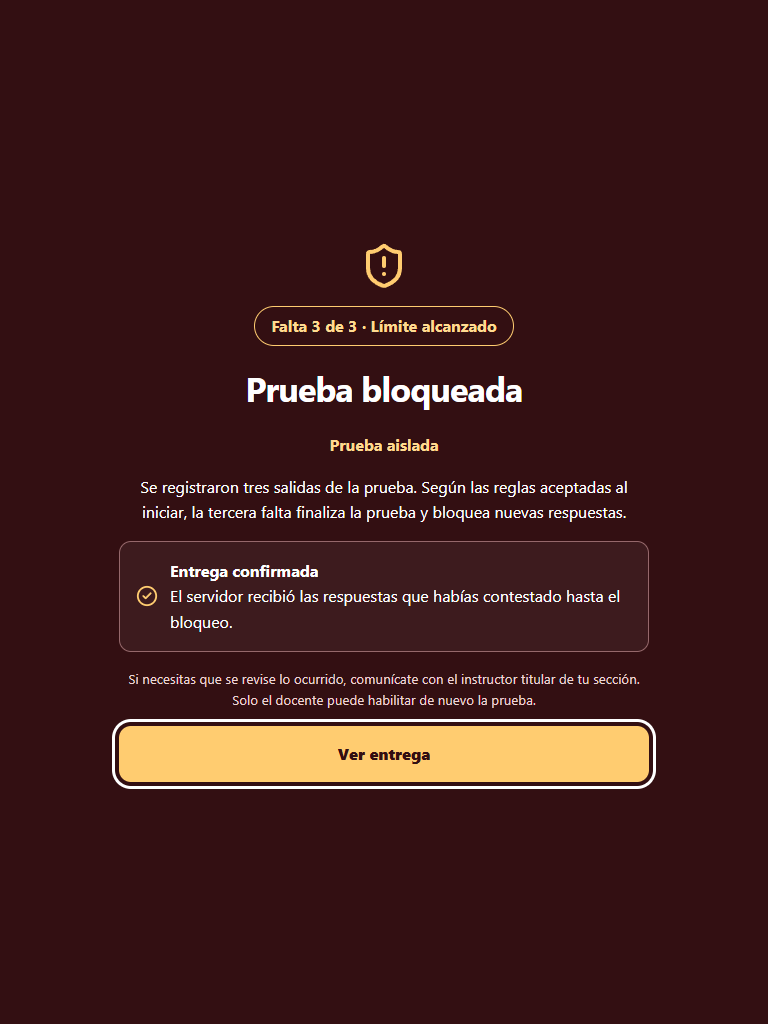 Falta 3 de 3 · Límite alcanzado
Prueba bloqueada
Prueba aislada
Se registraron tres salidas de la prueba. Según las reglas aceptadas al
iniciar, la tercera falta finaliza la prueba y bloquea nuevas respuestas.
Entrega confirmada
El servidor recibió las respuestas que habías contestado hasta el
bloqueo.
Si necesitas que se revise lo ocurrido, comunícate con el instructor titular de tu sección.
Solo el docente puede habilitar de nuevo la prueba.
Ver entrega